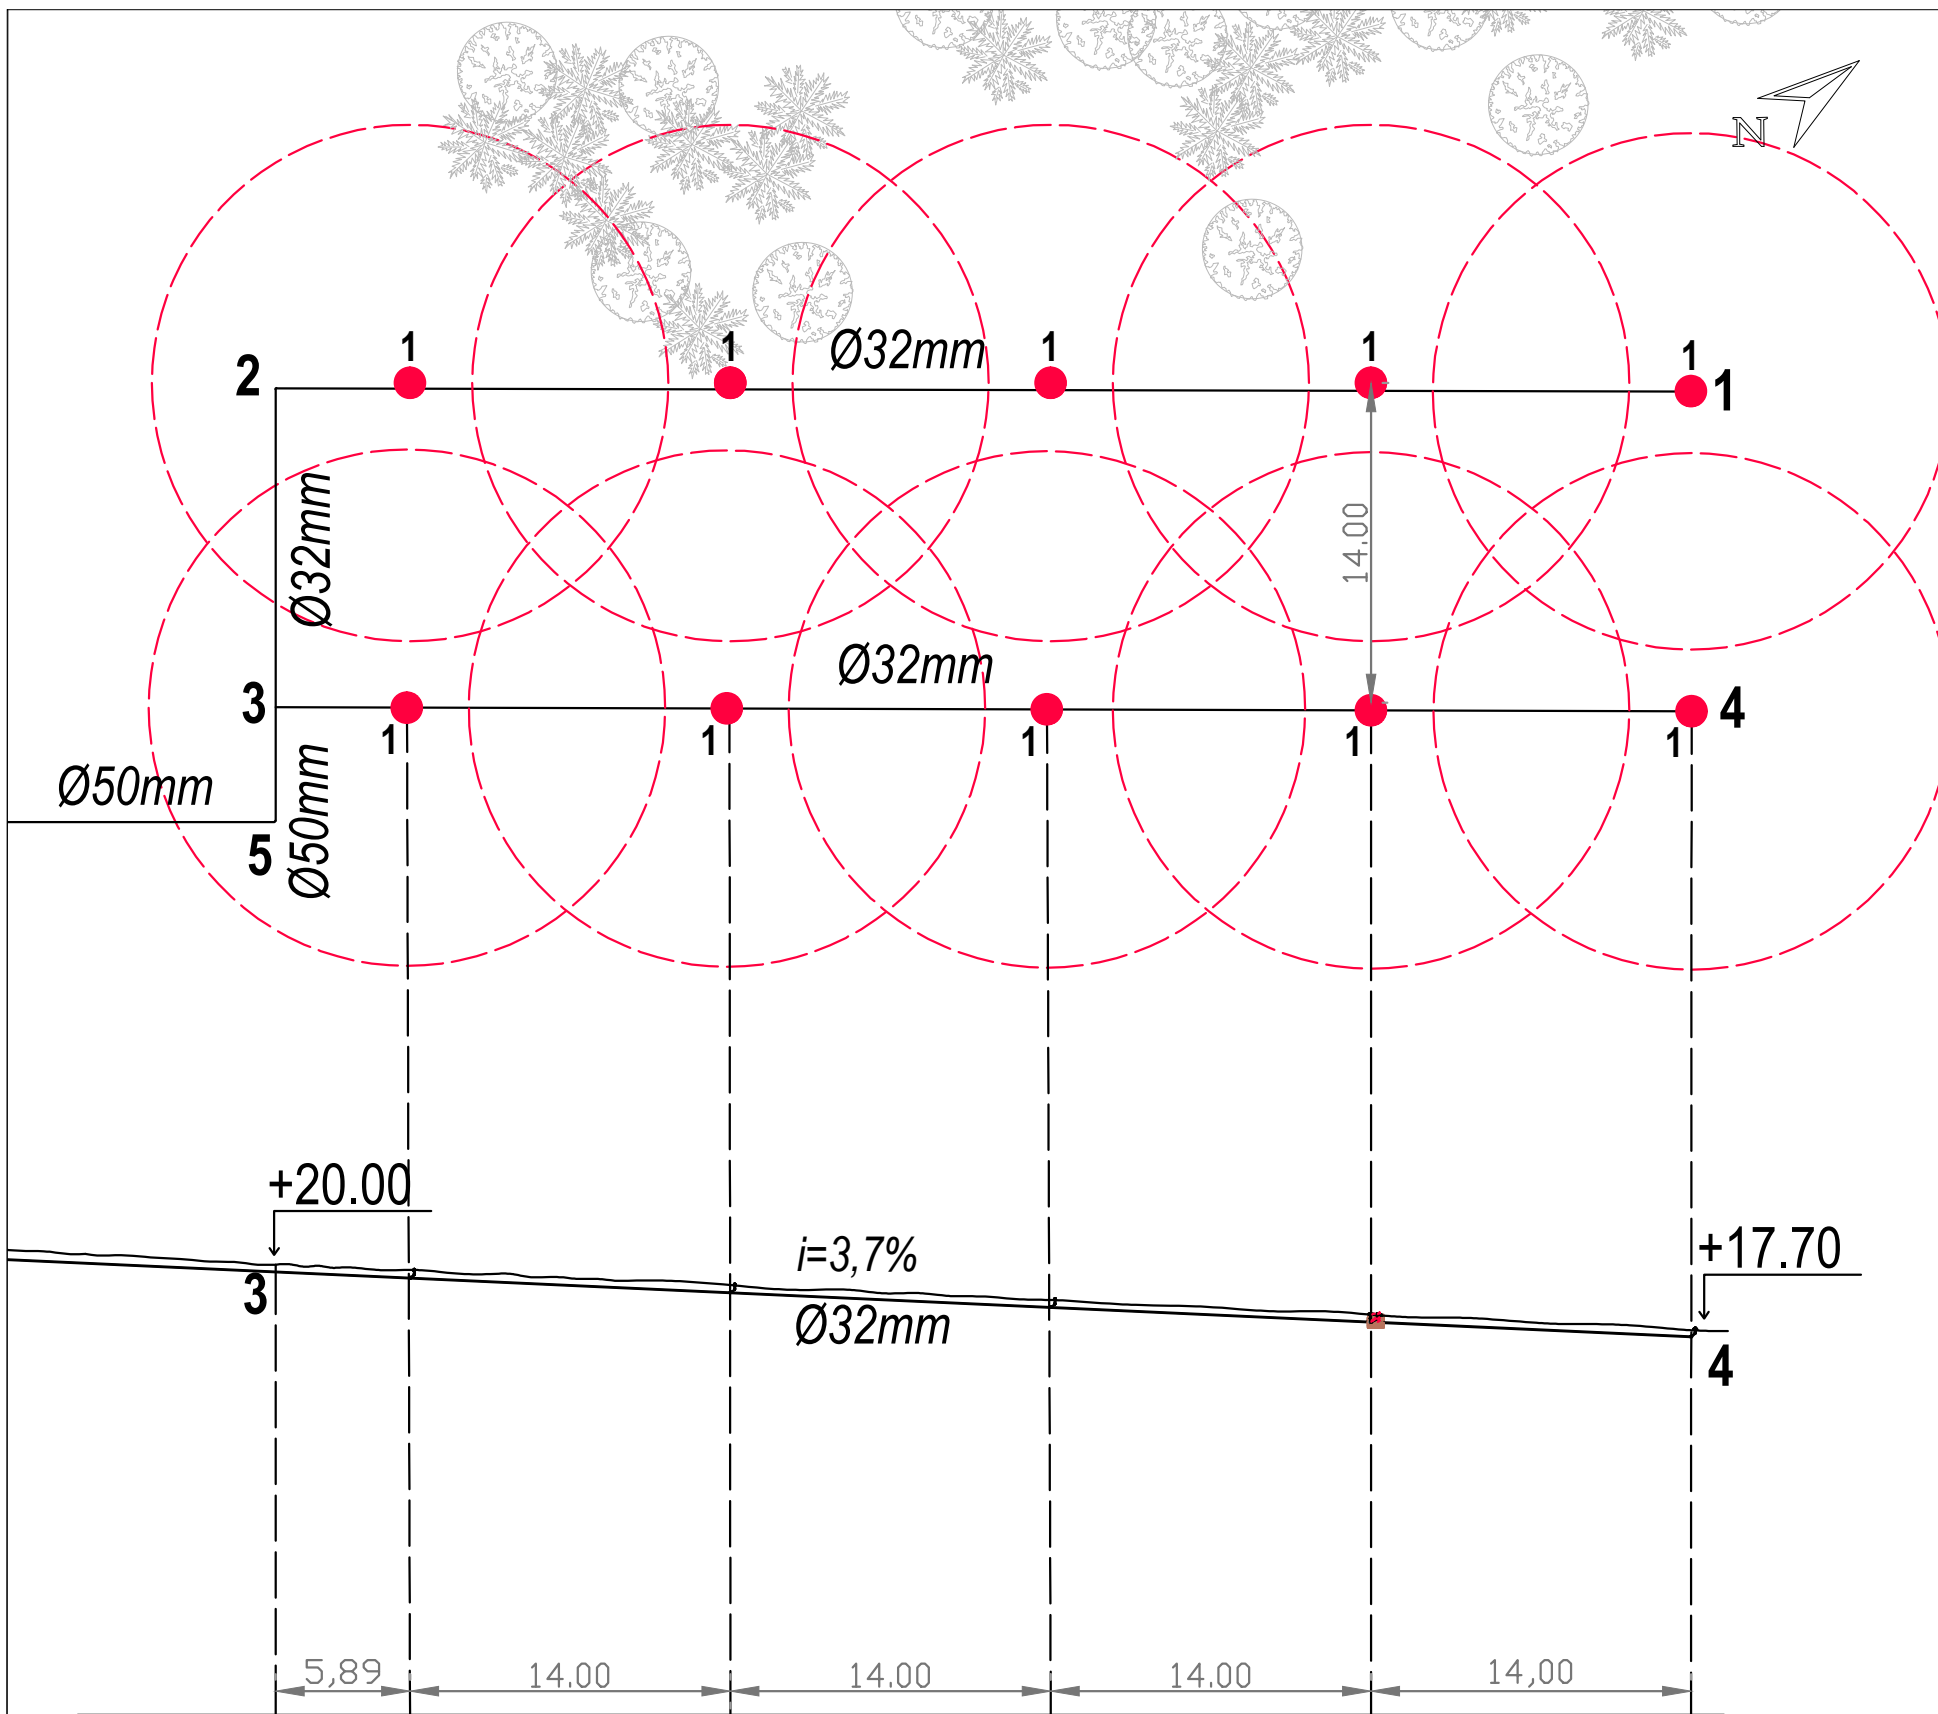 N
1 1 1 1 1
2 Ø32mm 1
Ø32mm
14.00
Ø32mm
3 4
1 1 1 1 1
Ø50mm
Ø50mm
5
+20.00
i=3,7%
+17.70
3
Ø32mm
4
5,89 14.00 14.00 14.00 14,00